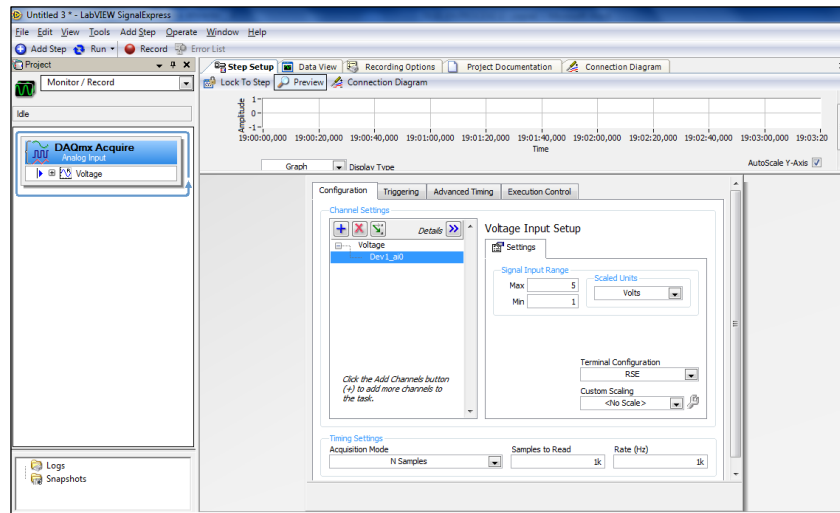 Untitled 3 * - LabVIEW SignalExpress
File Edit View Tools Add Step Operate Window Help
Add Step Run Record Error List
Project
Monitor / Record
Idle
DAQmx Acquire
Analog Input
Voltage
Logs
Snapshots
Step Setup Data View Recording Options Project Documentation Connection Diagram
Lock To Step Preview Connection Diagram
Amplitude
1
0
-1
19:00:00,000 19:00:20,000 19:00:40,000 19:01:00,000 19:01:20,000 19:01:40,000 19:02:00,000 19:02:20,000 19:02:40,000 19:03:00,000 19:03:20
Time
Graph Display Type AutoScale Y-Axis
Configuration Triggering Advanced Timing Execution Control
Channel Settings
Details
Voltage
Dev1_ai0
Click the Add Channels button
(+) to add more channels to
the task.
Voltage Input Setup
Settings
Signal Input Range
Max 5
Min 1
Scaled Units
Volts
Terminal Configuration
RSE
Custom Scaling
<No Scale>
Timing Settings
Acquisition Mode Samples to Read Rate (Hz)
N Samples 1k 1k